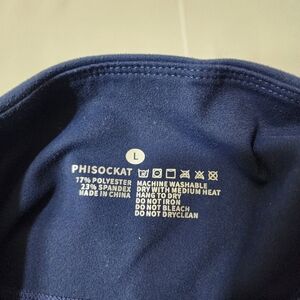 L
PHISOCKAT
77% POLYESTER
23% SPANDEX
MADE IN CHINA
MACHINE WASHABLE
DRY WITH MEDIUM HEAT
HANG TO DRY
DO NOT IRON
DO NOT BLEACH
DO NOT DRYCLEAN